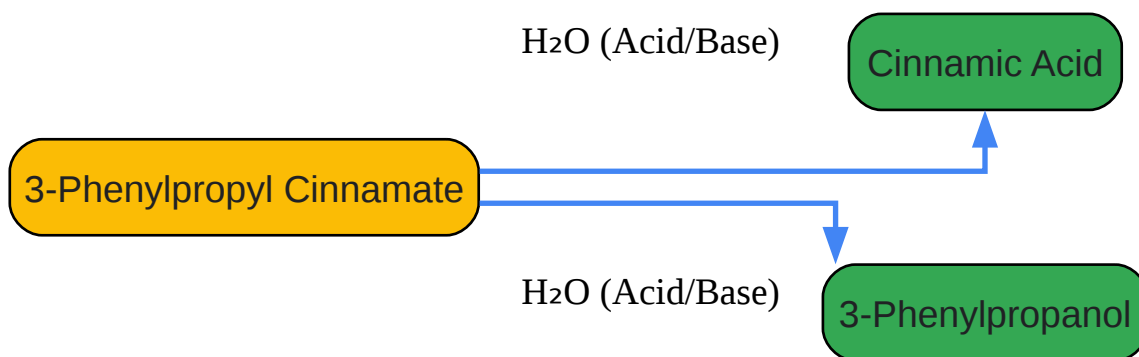 H₂O (Acid/Base)
Cinnamic Acid
3-Phenylpropyl Cinnamate
H₂O (Acid/Base)
3-Phenylpropanol